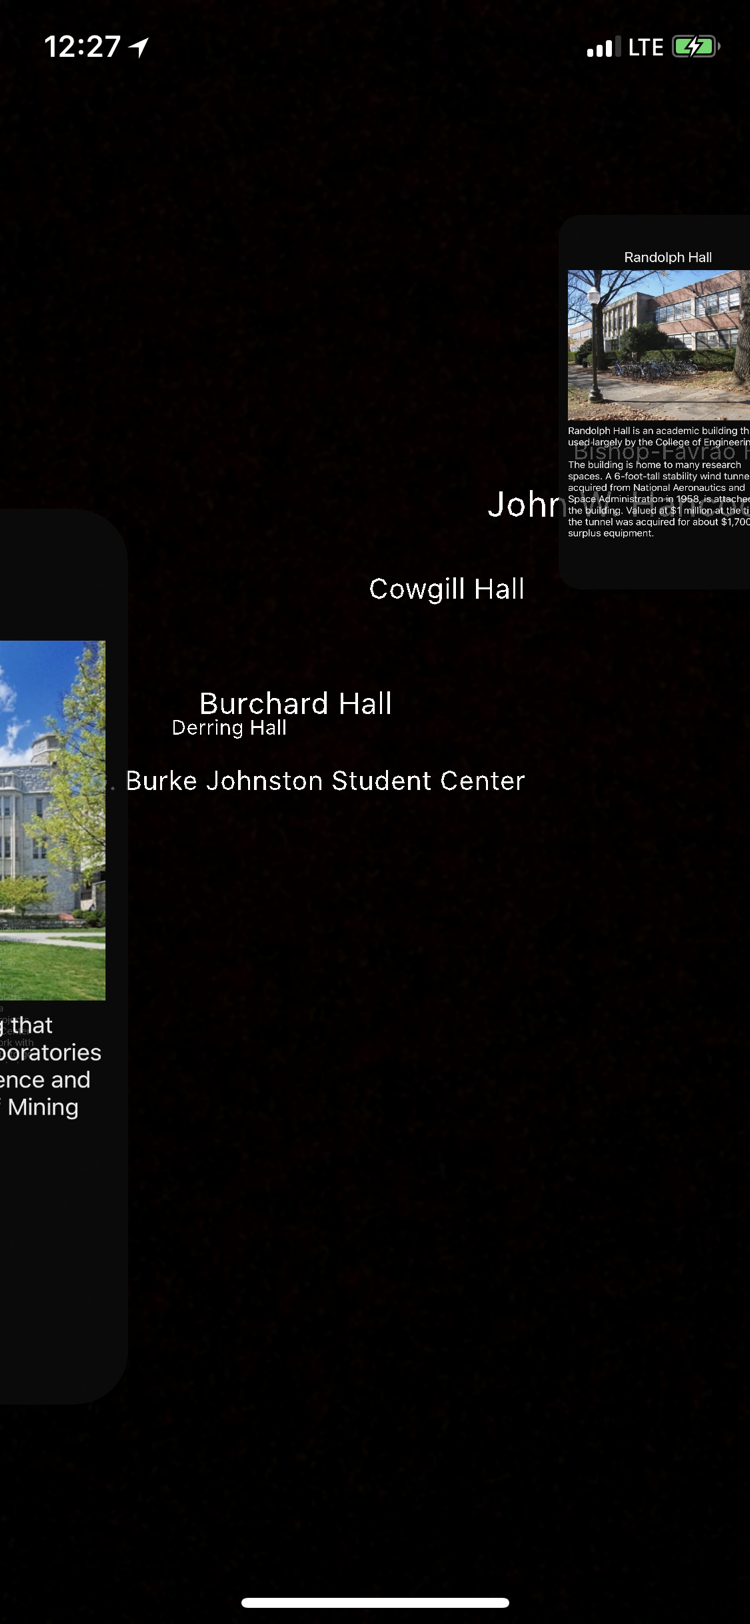 12:27
LTE
Randolph Hall
Randolph Hall is an academic building th
used largely by the College of Engineerin
Bishop-Favrao H
The building is home to many research
spaces. A 6-foot-tall stability wind tunne
acquired from National Aeronautics and
Space Administration in 1958, is attache
the building. Valued at $1 million at the ti
the tunnel was acquired for about $1,700
surplus equipment.
John W. Hancoc
Cowgill Hall
Burchard Hall
Derring Hall
. Burke Johnston Student Center
g that
boratories
ence and
f Mining